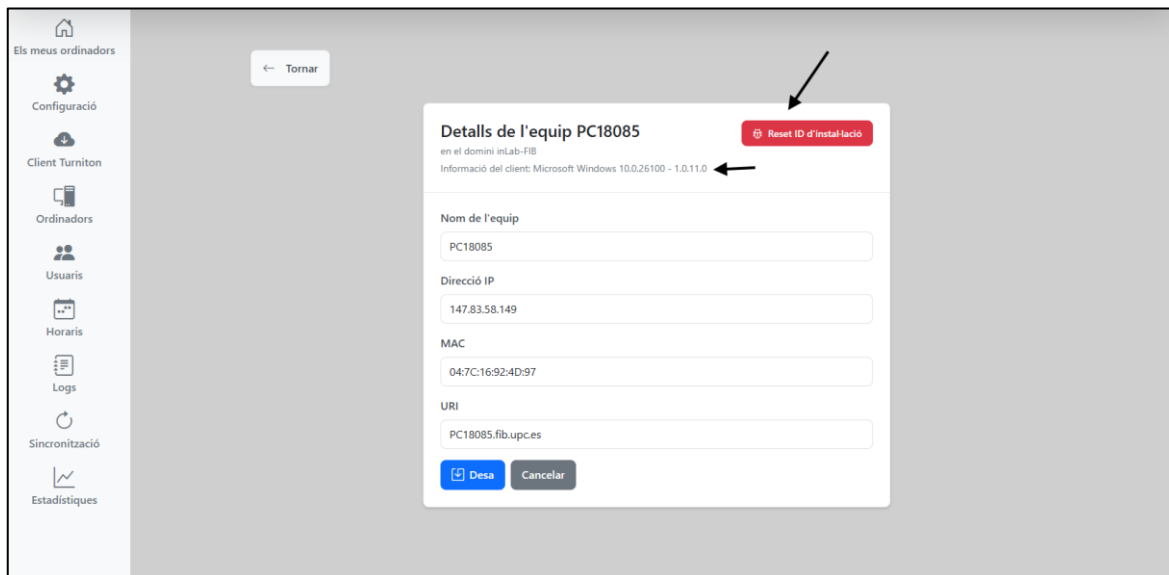 Els meus ordinadors
Configuració
Client Turniton
Ordinadors
Usuaris
Horaris
Logs
Sincronització
Estadístiques
← Tornar
Detalls de l'equip PC18085
Reset ID d'instal·lació
en el domini inLab-FIB
Informació del client: Microsoft Windows 10.0.26100 - 1.0.11.0
Nom de l'equip
PC18085
Direcció IP
147.83.58.149
MAC
04:7C:16:92:4D:97
URI
PC18085.fib.upc.es
Desa
Cancelar